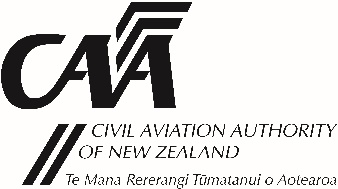 CAA
CIVIL AVIATION AUTHORITY
OF NEW ZEALAND
Te Mana Rererangi Tūmatanui o Aotearoa